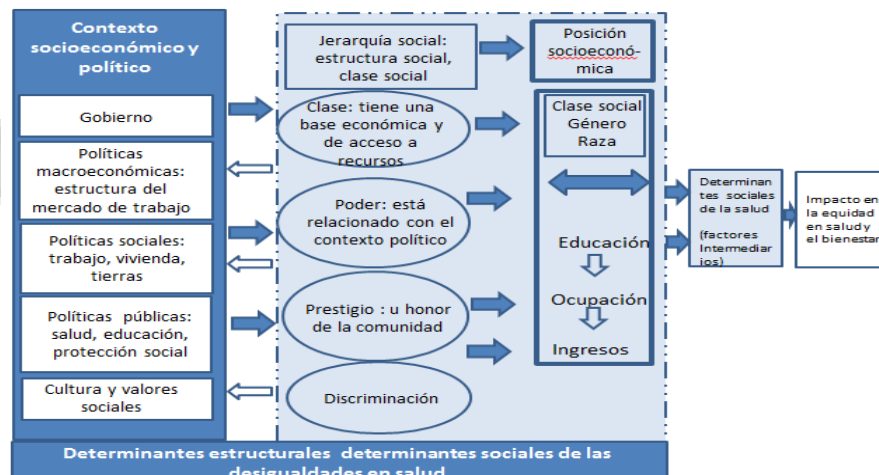 Contexto
socioeconómico y
político
Gobierno
Políticas
macroeconómicas:
estructura del
mercado de trabajo
Políticas sociales:
trabajo, vivienda,
tierras
Políticas públicas:
salud, educación,
protección social
Cultura y valores
sociales
Jerarquía social:
estructura social,
clase social
Clase: tiene una
base económica y
de acceso a
recursos
Poder: está
relacionado con el
contexto político
Prestigio : u honor
de la comunidad
Discriminación
Posición
socioeconó-
mica
Clase social
Género
Raza
Educación
Ocupación
Ingresos
Determinan
tes sociales
de la salud
(factores
Intermediar
ios)
Impacto en
la equidad
en salud y
el bienestar
Determinantes estructurales determinantes sociales de las
desigualdades en salud